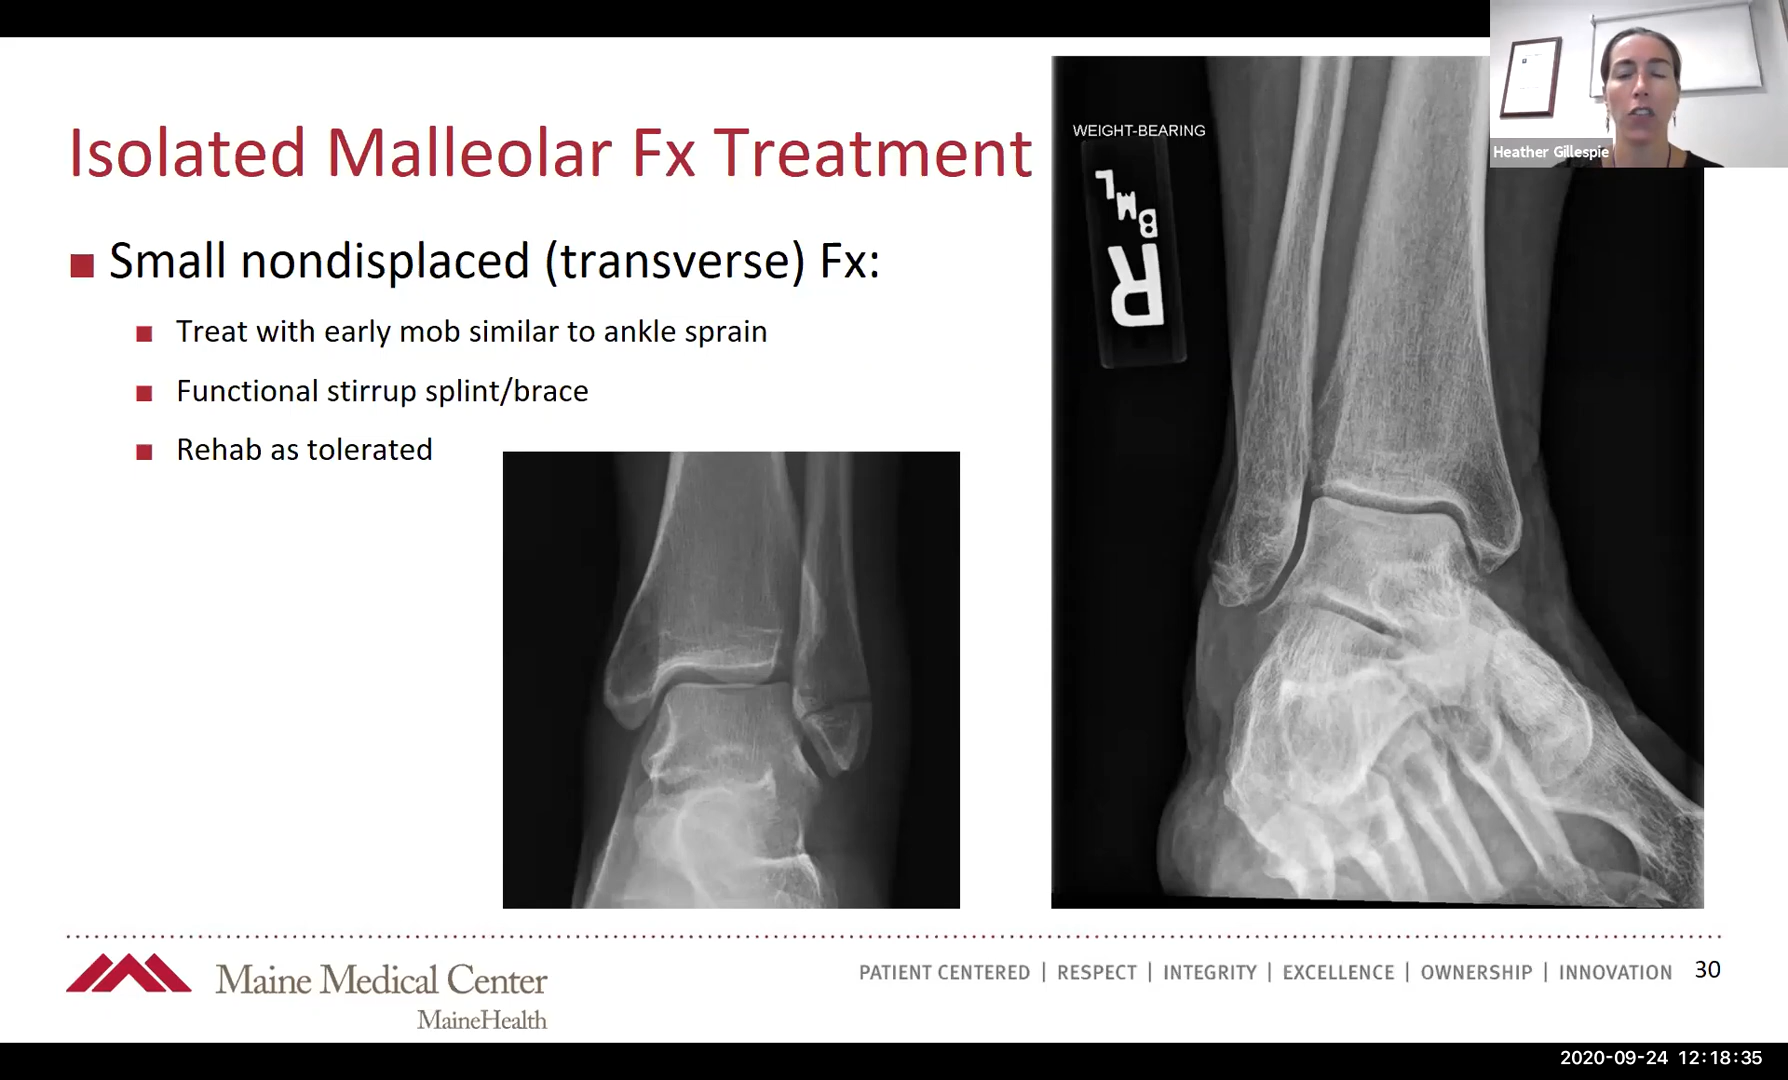 Isolated Malleolar Fx Treatment
Small nondisplaced (transverse) Fx:
Treat with early mob similar to ankle sprain
Functional stirrup splint/brace
Rehab as tolerated
WEIGHT-BEARING
LMB
R
Heather Gillespie
Maine Medical Center
MaineHealth
PATIENT CENTERED | RESPECT | INTEGRITY | EXCELLENCE | OWNERSHIP | INNOVATION 30
2020-09-24 12:18:35